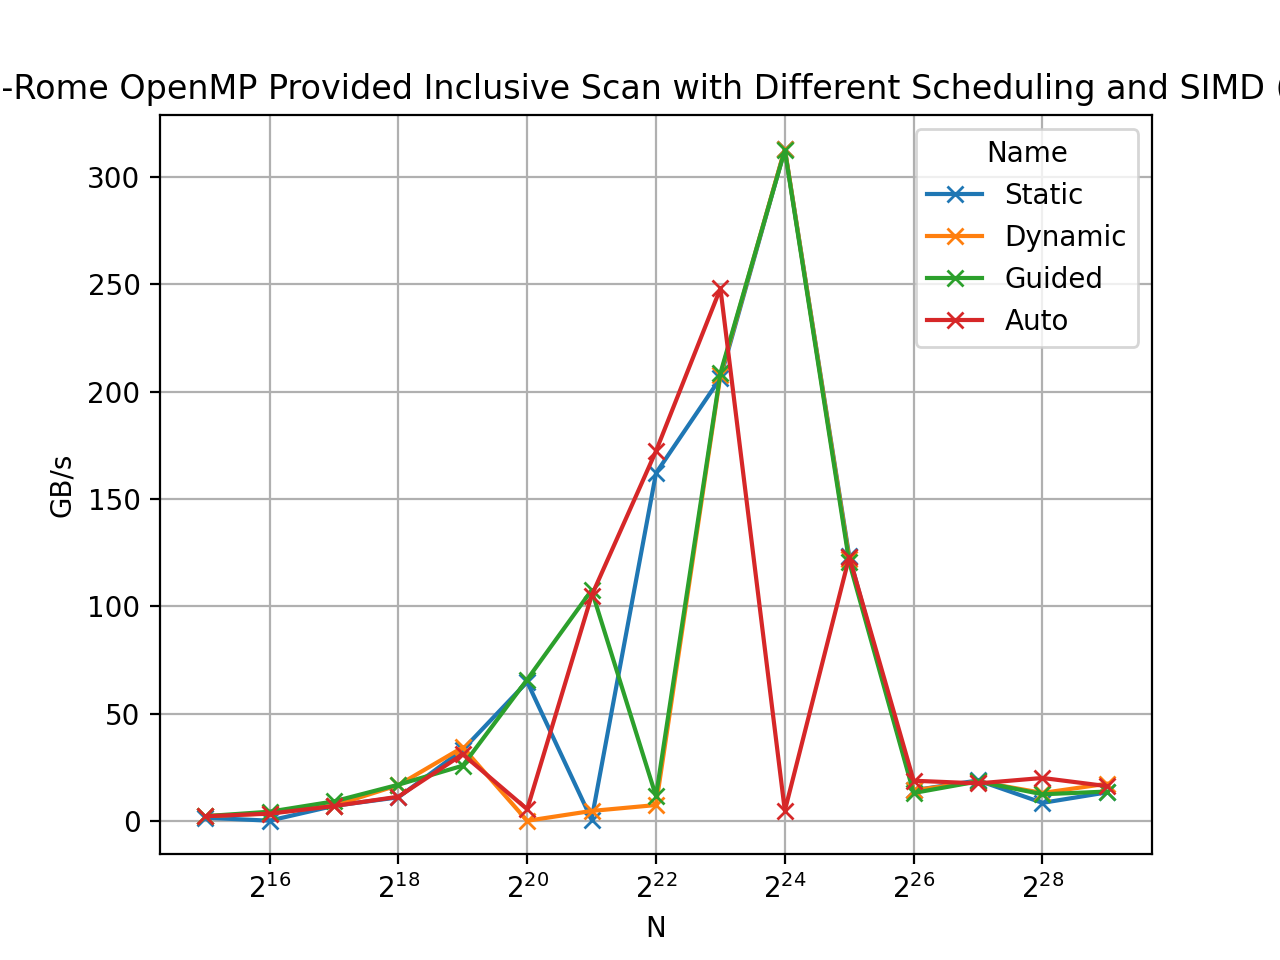 -Rome OpenMP Provided Inclusive Scan with Different Scheduling and SIMD
Name
Static
Dynamic
Guided
Auto
300
250
200
150
100
50
0
GB/s
2^16 2^18 2^20 2^22 2^24 2^26 2^28
N